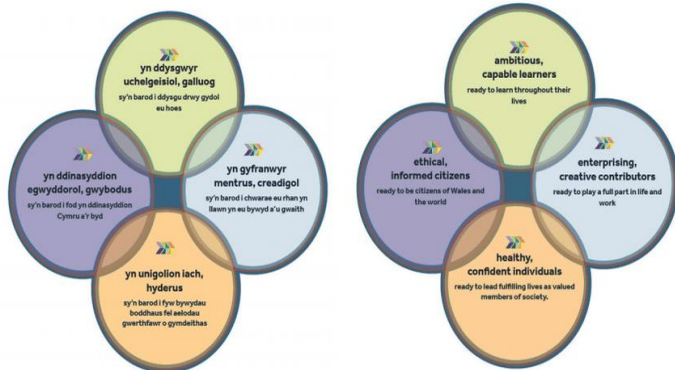 yn ddysgwyr
uchelgeisiol, galluog
sy'n barod i ddysgu drwy gydol
eu hoes
yn ddinasyddion
egwyddorol, gwybodus
sy'n barod i fod yn ddinasyddion
Cymru a'r byd
yn gyfranwyr
mentrus, creadigol
sy'n barod i chwarae eu rhan yn
llawn yn eu bywyd a'u gwaith
yn unigolion iach,
hyderus
sy'n barod i fyw bywydau
boddhaus fel aelodau
gwerthfawr o gymdeithas
ambitious,
capable learners
ready to learn throughout their
lives
ethical,
informed citizens
ready to be citizens of Wales and
the world
enterprising,
creative contributors
ready to play a full part in life and
work
healthy,
confident individuals
ready to lead fulfilling lives as valued
members of society.